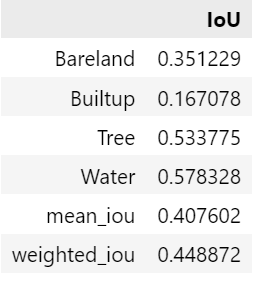 IoU
Bareland 0.351229
Builtup 0.167078
Tree 0.533775
Water 0.578328
mean_iou 0.407602
weighted_iou 0.448872